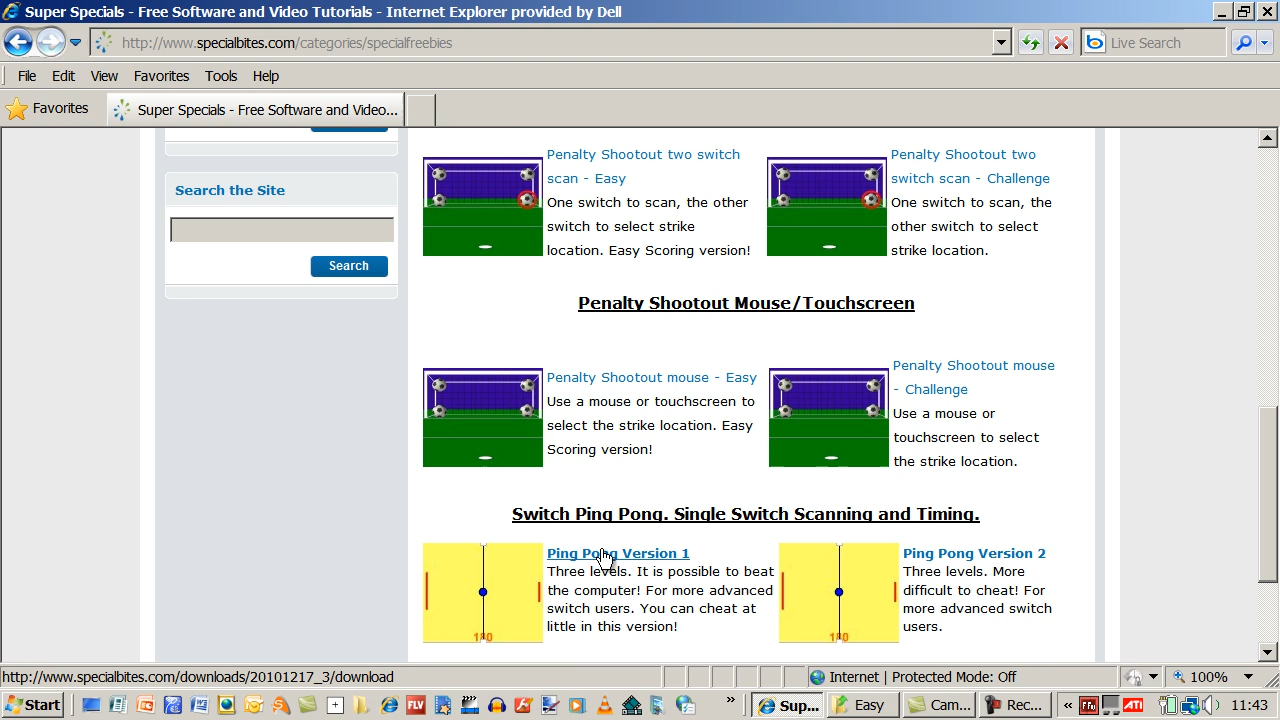 Super Specials - Free Software and Video Tutorials - Internet Explorer provided by Dell
http://www.specialbites.com/categories/specialfreebies
Live Search
File Edit View Favorites Tools Help
Favorites
Super Specials - Free Software and Video...
Search the Site
Search
Penalty Shootout two switch
scan - Easy
One switch to scan, the other
switch to select strike
location. Easy Scoring version!
Penalty Shootout two
switch scan - Challenge
One switch to scan, the
other switch to select
strike location.
Penalty Shootout Mouse/Touchscreen
Penalty Shootout mouse - Easy
Use a mouse or touchscreen to
select the strike location. Easy
Scoring version!
Penalty Shootout mouse
- Challenge
Use a mouse or
touchscreen to select
the strike location.
Switch Ping Pong. Single Switch Scanning and Timing.
Ping Pong Version 1
Three levels. It is possible to beat
the computer! For more advanced
switch users. You can cheat at
little in this version!
Ping Pong Version 2
Three levels. More
difficult to cheat! For
more advanced switch
users.
http://www.specialbites.com/downloads/20101217_3/download
Internet | Protected Mode: Off
100%
Start
FLV
Sup...
Easy
Cam...
Rec...
ATI
11:43